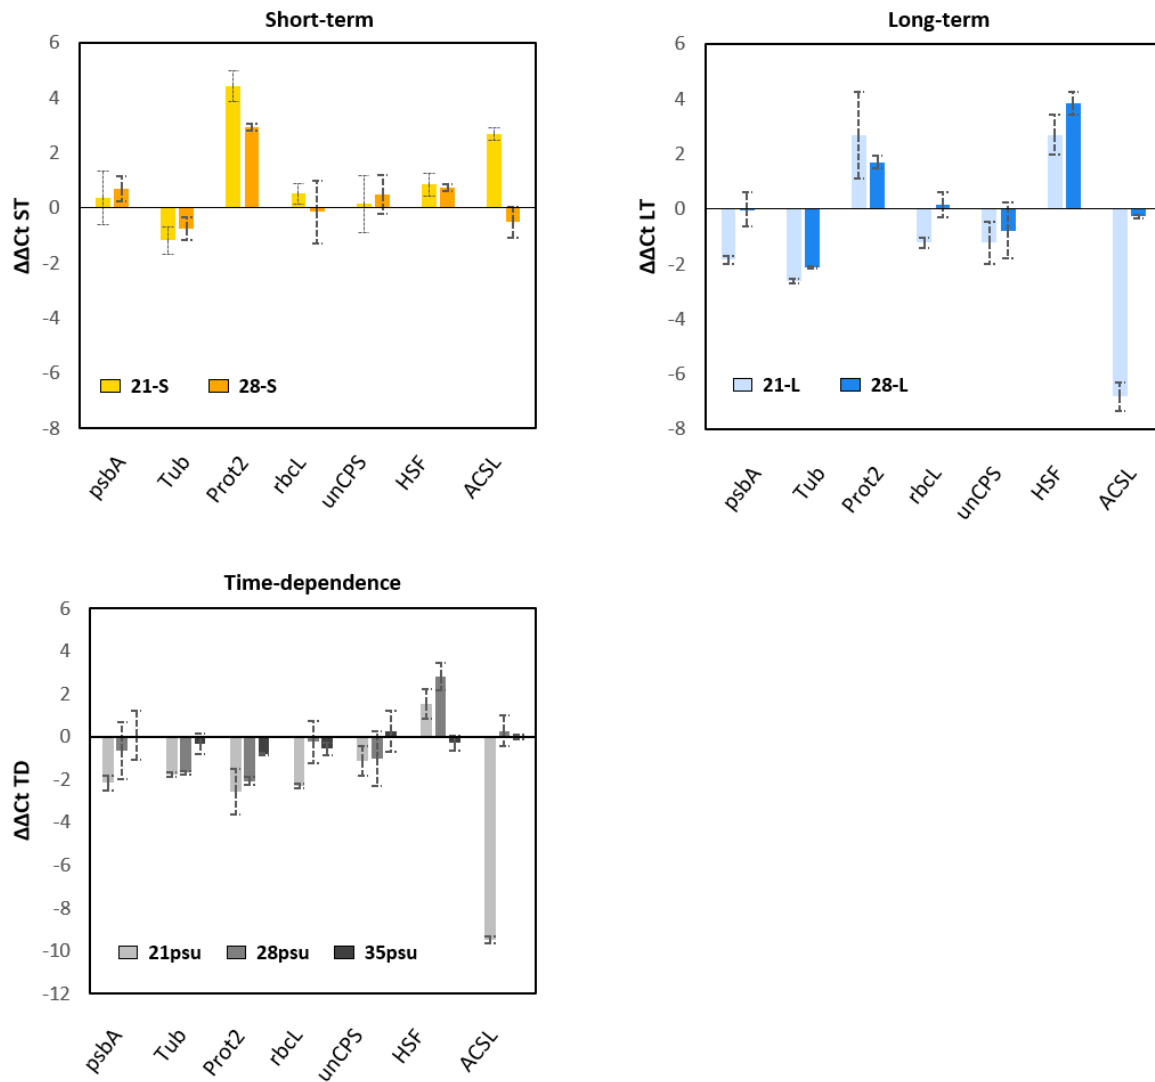 Short-term
6
4
2
0
-2
-4
-6
-8
ΔΔCt ST
21-S 28-S
psbA Tub Prot2 rbcL unCPS HSF ACSL
Long-term
6
4
2
0
-2
-4
-6
-8
ΔΔCt LT
21-L 28-L
psbA Tub Prot2 rbcL unCPS HSF ACSL
Time-dependence
6
4
2
0
-2
-4
-6
-8
-10
-12
ΔΔCt TD
21psu 28psu 35psu
psbA Tub Prot2 rbcL unCPS HSF ACSL